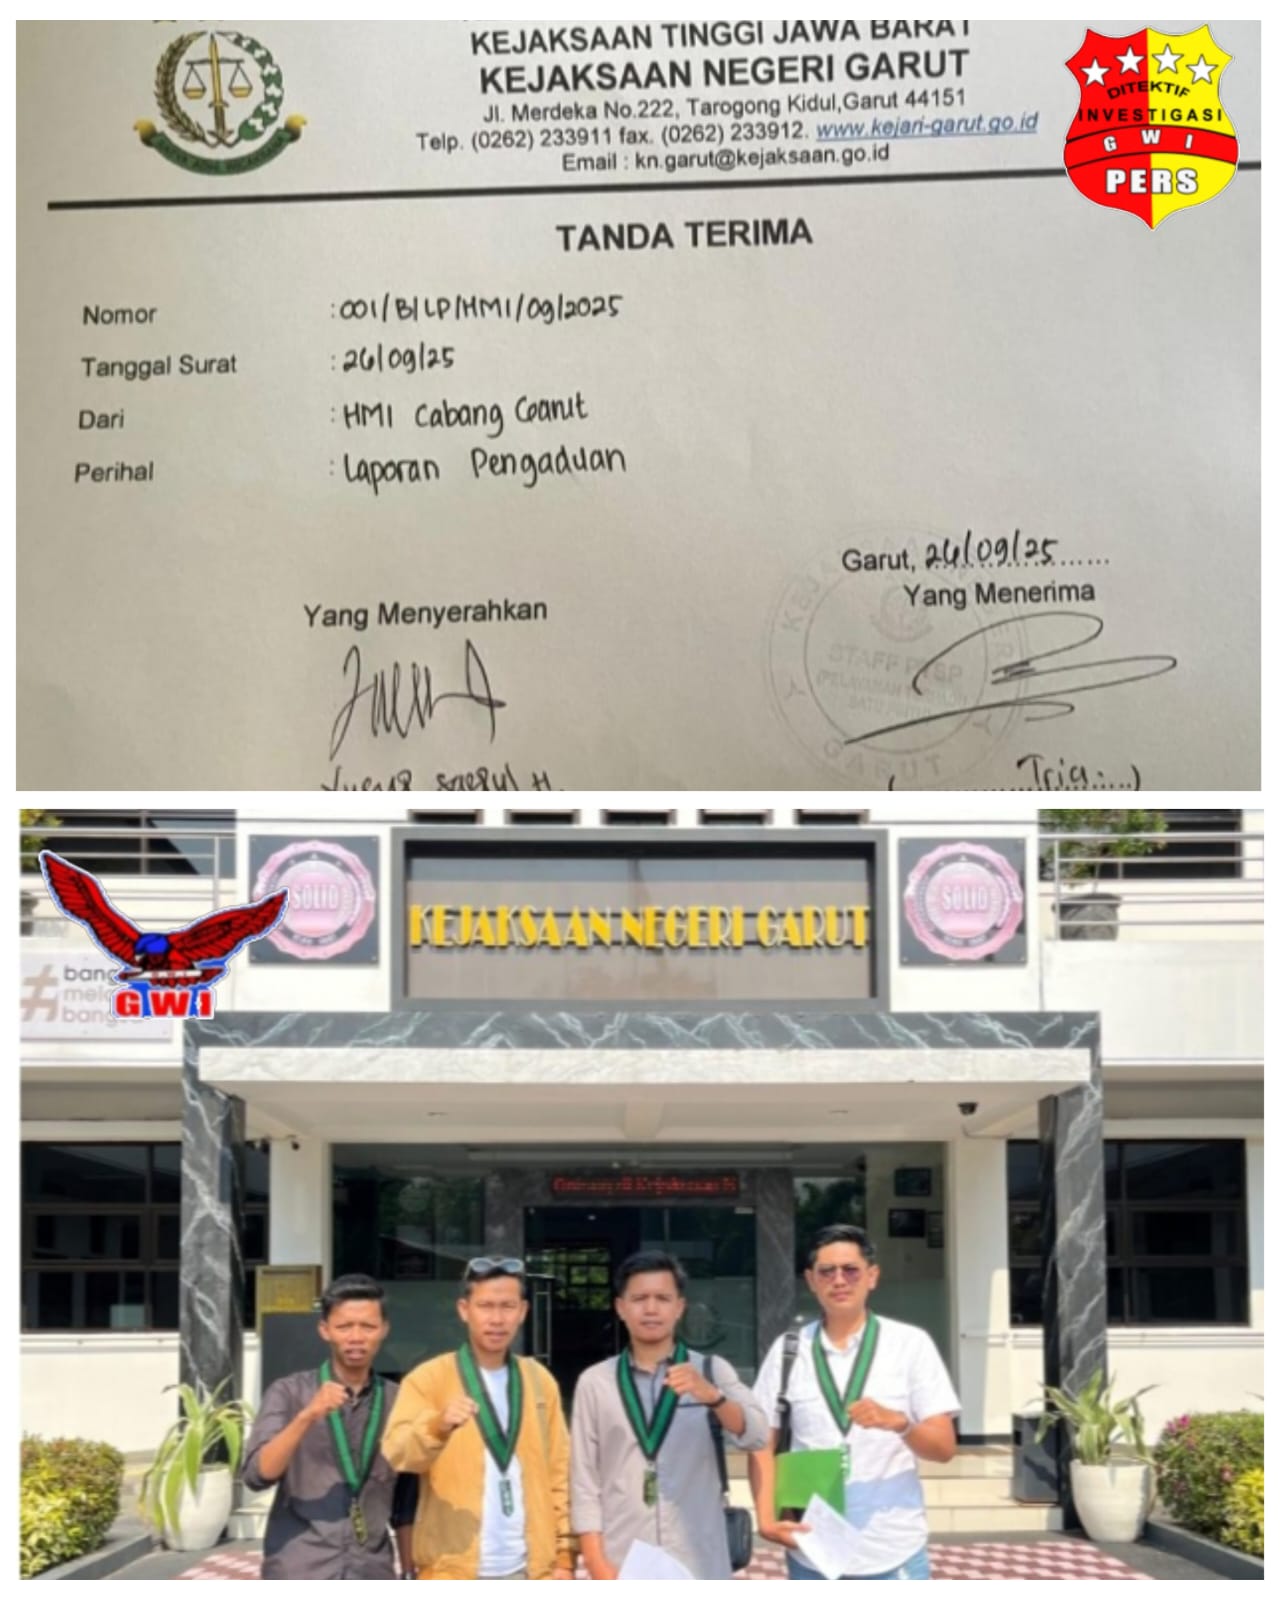 KEJAKSAAN TINGGI JAWA BARAT
KEJAKSAAN NEGERI GARUT
Jl. Merdeka No.222, Tarogong Kidul,Garut 44151
Telp. (0262) 233911 fax. (0262) 233912. www.kejari-garut.go.id
Email : kn.garut@kejaksaan.go.id
DITEKTIF
INVESTIGASI
G W I
PERS
TANDA TERIMA
Nomor : 001/B/LP/HMI/09/2025
Tanggal Surat : 26/09/25
Dari : HMI Cabang Garut
Perihal : Laporan Pengaduan
Garut, 26/09/25
Yang Menyerahkan
Yang Menerima
STAFF PTSP
(Tria)
SOLID
KEJAKSAAN NEGERI GARUT
SOLID
#
GWI